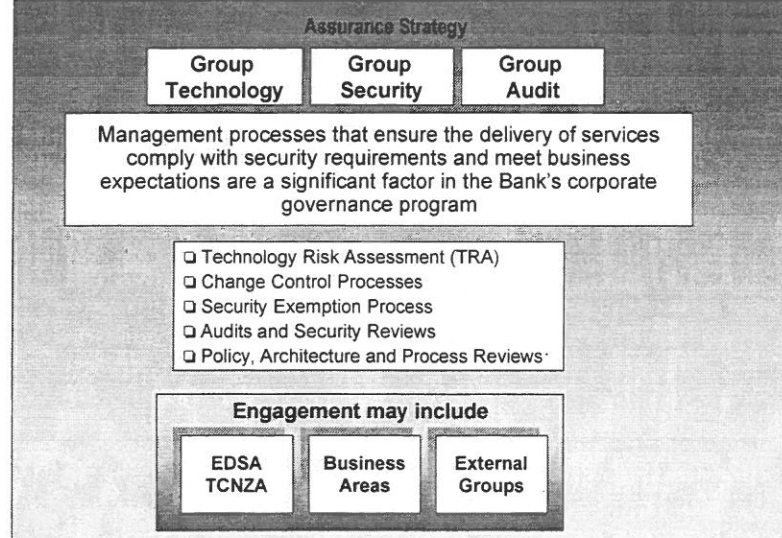 Assurance Strategy
Group Technology
Group Security
Group Audit
Management processes that ensure the delivery of services
comply with security requirements and meet business
expectations are a significant factor in the Bank's corporate
governance program
❑ Technology Risk Assessment (TRA)
❑ Change Control Processes
❑ Security Exemption Process
❑ Audits and Security Reviews
❑ Policy, Architecture and Process Reviews
Engagement may include
EDSA
TCNZA
Business
Areas
External
Groups